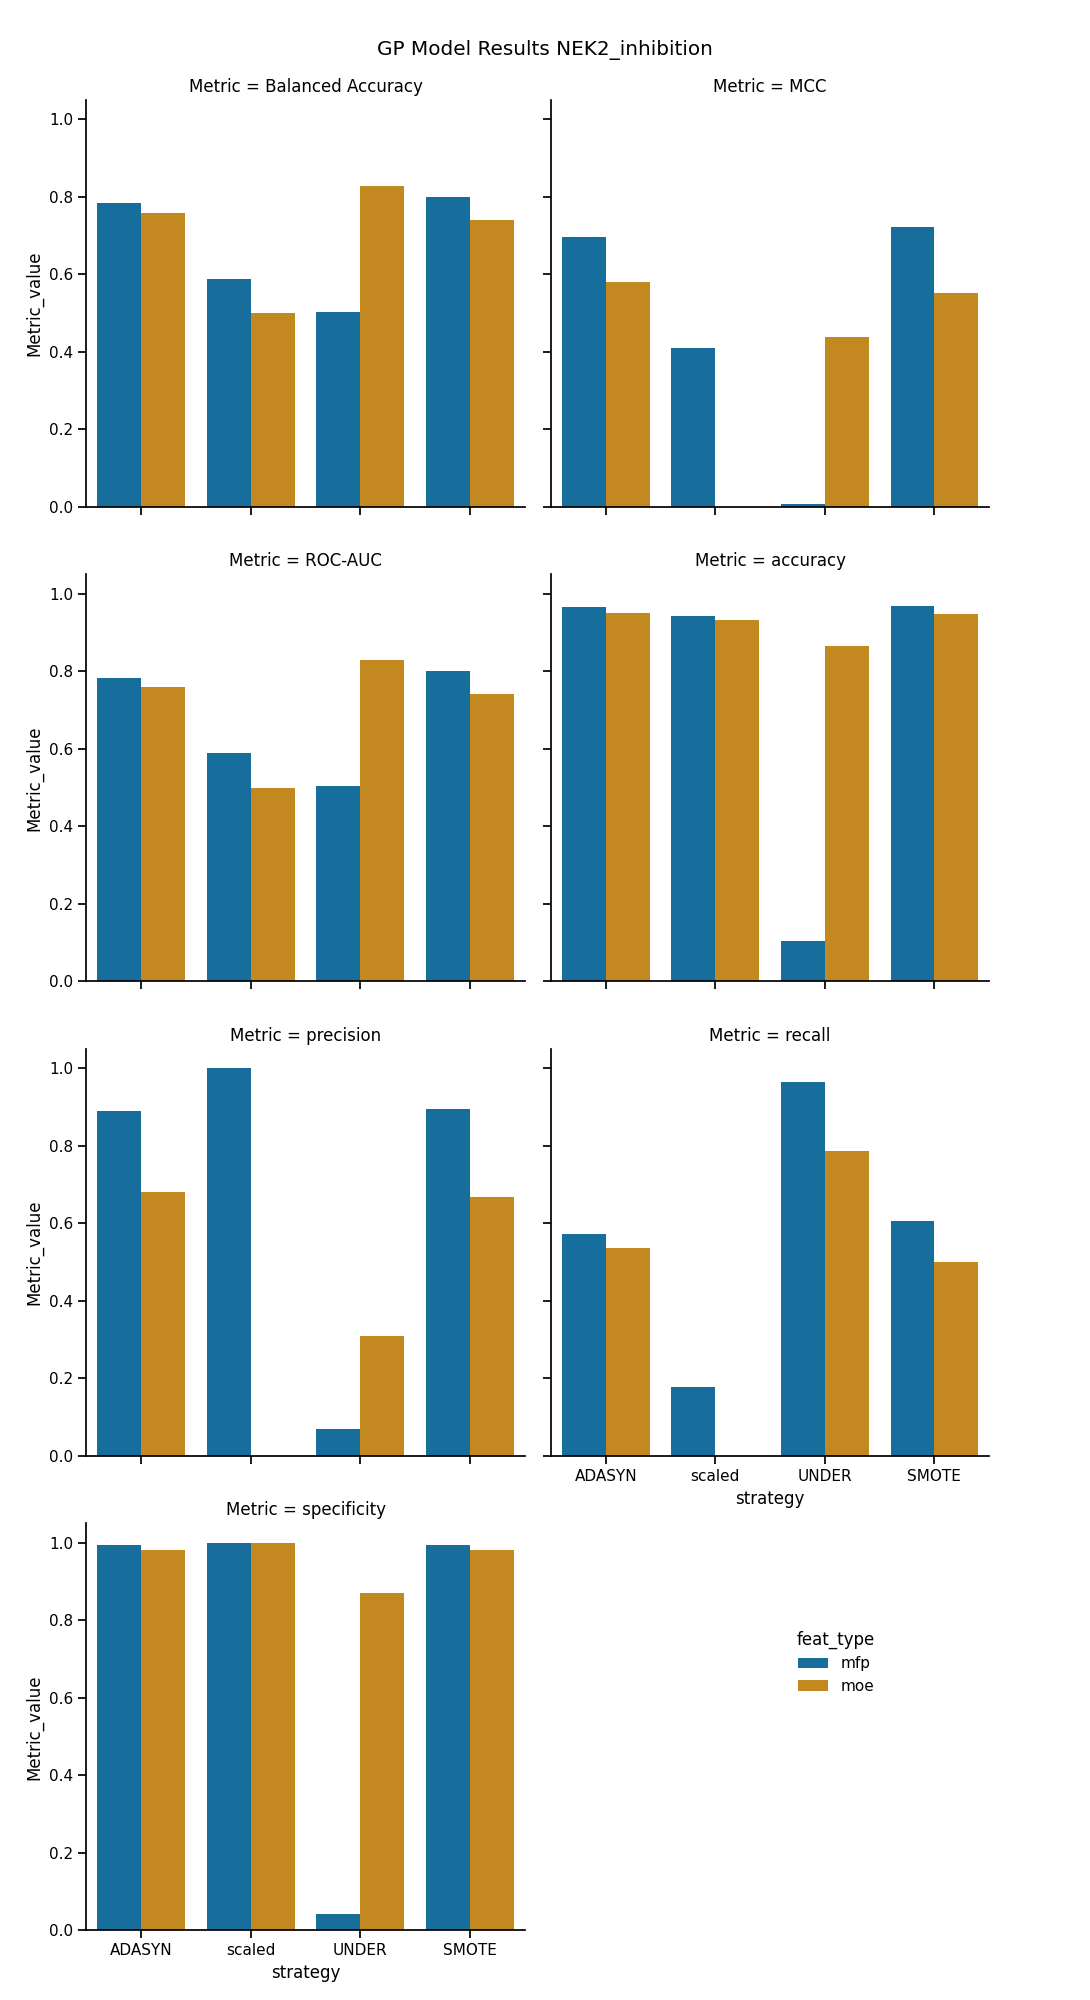 GP Model Results NEK2_inhibition
Metric = Balanced Accuracy
Metric_value
1.0
0.8
0.6
0.4
0.2
0.0
Metric = MCC
Metric = ROC-AUC
Metric_value
1.0
0.8
0.6
0.4
0.2
0.0
Metric = accuracy
Metric = precision
Metric_value
1.0
0.8
0.6
0.4
0.2
0.0
Metric = recall
ADASYN scaled UNDER SMOTE
strategy
Metric = specificity
Metric_value
1.0
0.8
0.6
0.4
0.2
0.0
ADASYN scaled UNDER SMOTE
strategy
feat_type
mfp
moe